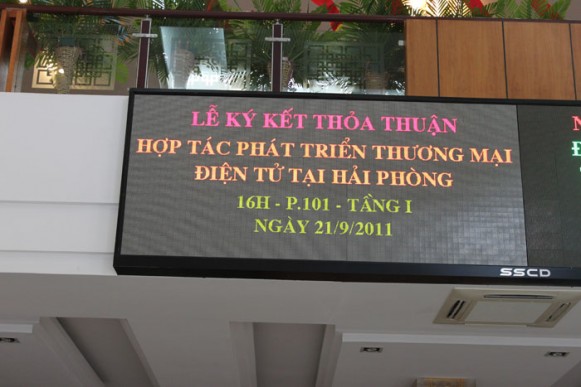 LỄ KÝ KẾT THỎA THUẬN
HỢP TÁC PHÁT TRIỂN THƯƠNG MẠI
ĐIỆN TỬ TẠI HẢI PHÒNG
16H - P.101 - TẦNG I
NGÀY 21/9/2011
SSCD